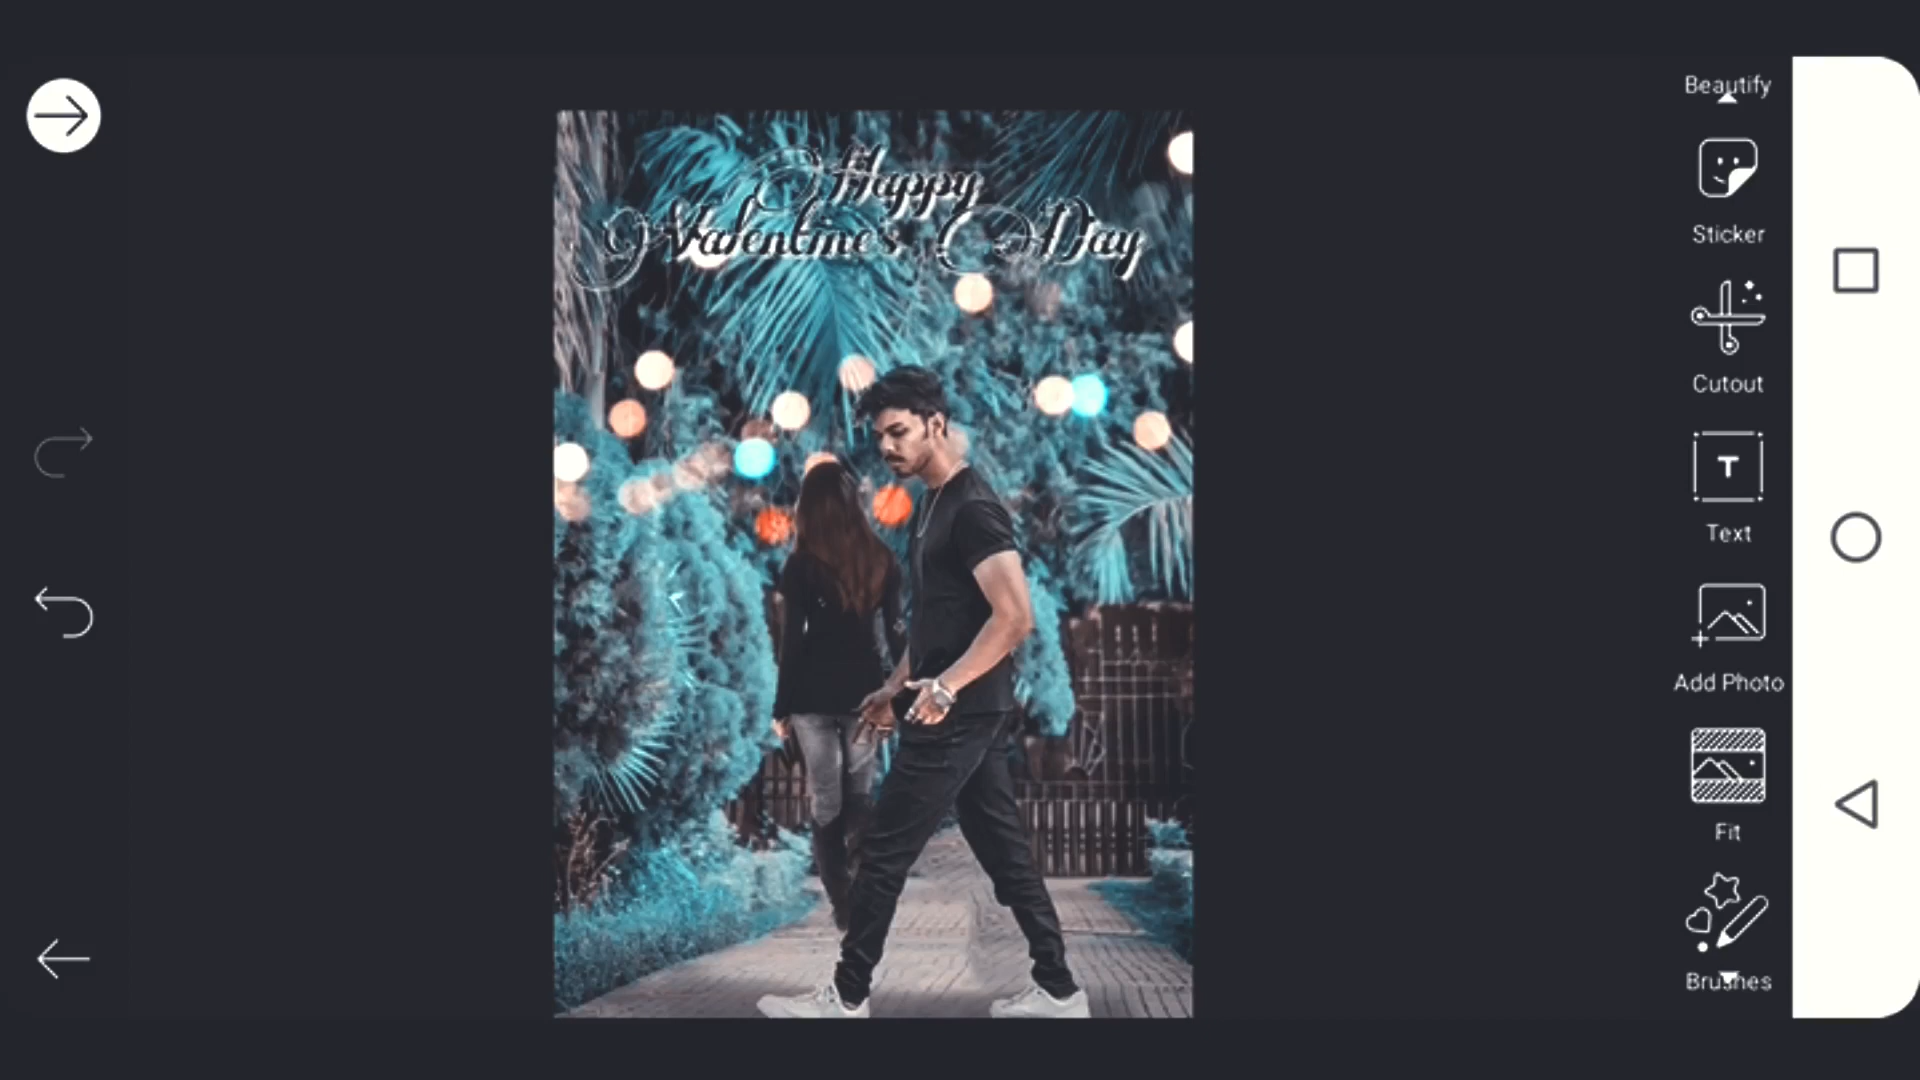 Happy
Valentine's Day
Beautify
Sticker
Cutout
T
Text
Add Photo
Fit
Brushes